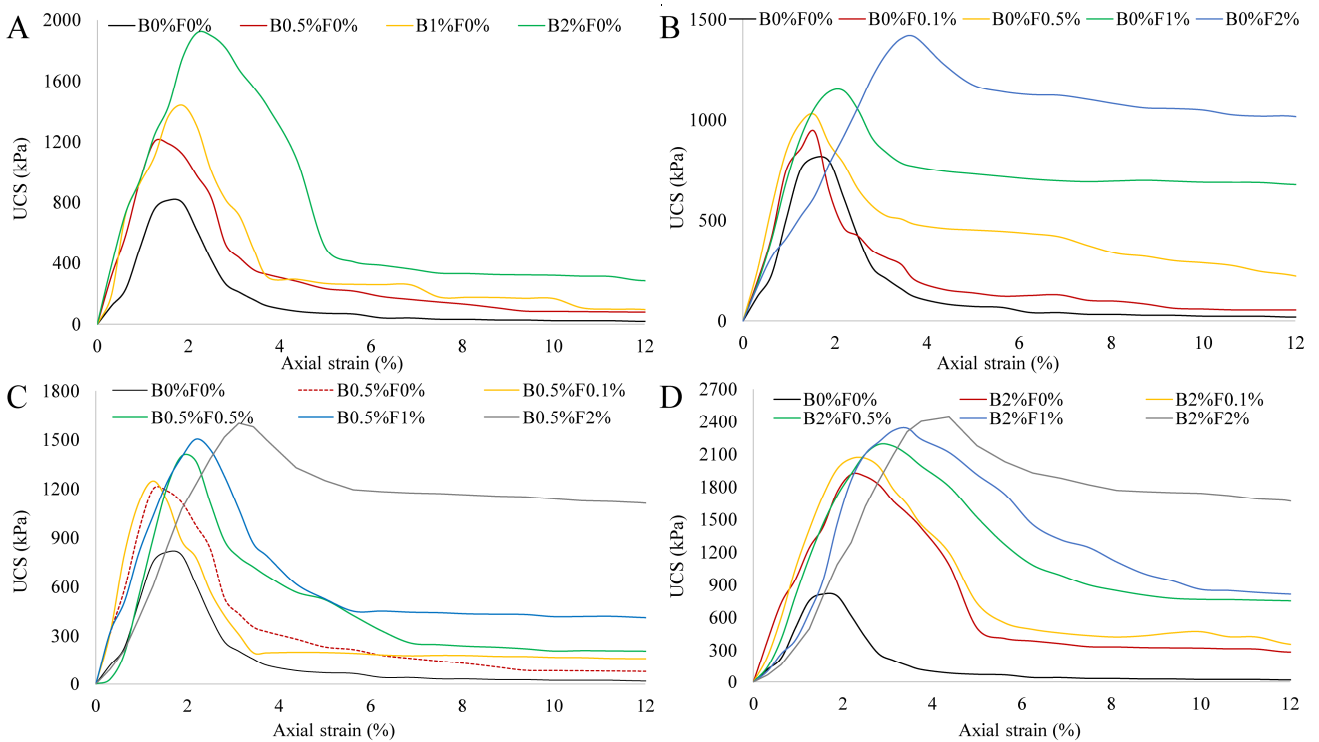 A
B0%F0% B0.5%F0% B1%F0% B2%F0%
2000
1600
1200
800
400
0
UCS (kPa)
0 2 4 6 8 10 12
Axial strain (%)
B
B0%F0% B0%F0.1% B0%F0.5% B0%F1% B0%F2%
1500
1000
500
0
UCS (kPa)
0 2 4 6 8 10 12
Axial strain (%)
C
B0%F0% B0.5%F0% B0.5%F0.1%
B0.5%F0.5% B0.5%F1% B0.5%F2%
1800
1500
1200
900
600
300
0
UCS (kPa)
0 2 4 6 8 10 12
Axial strain (%)
D
B0%F0% B2%F0% B2%F0.1%
B2%F0.5% B2%F1% B2%F2%
2700
2400
2100
1800
1500
1200
900
600
300
0
UCS (kPa)
0 2 4 6 8 10 12
Axial strain (%)